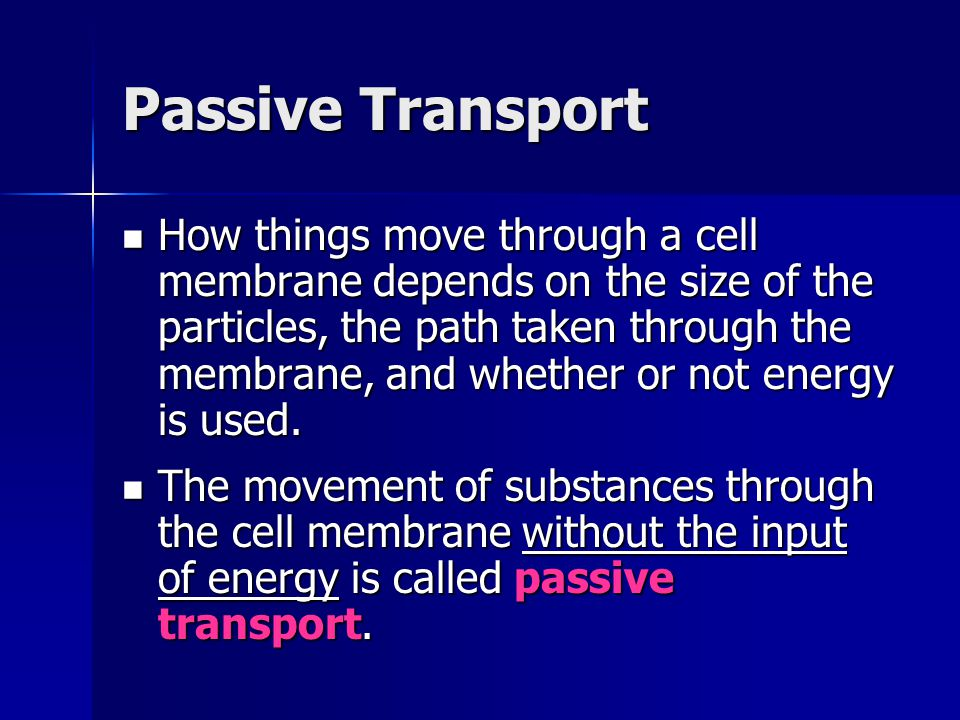 Passive Transport
How things move through a cell
membrane depends on the size of the
particles, the path taken through the
membrane, and whether or not energy
is used.
The movement of substances through
the cell membrane without the input
of energy is called passive
transport.